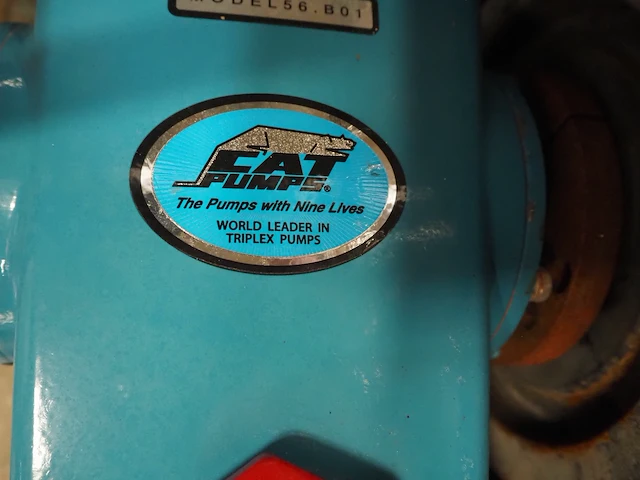 MODEL56.B01
CAT
PUMPS®
The Pumps with Nine Lives
WORLD LEADER IN
TRIPLEX PUMPS